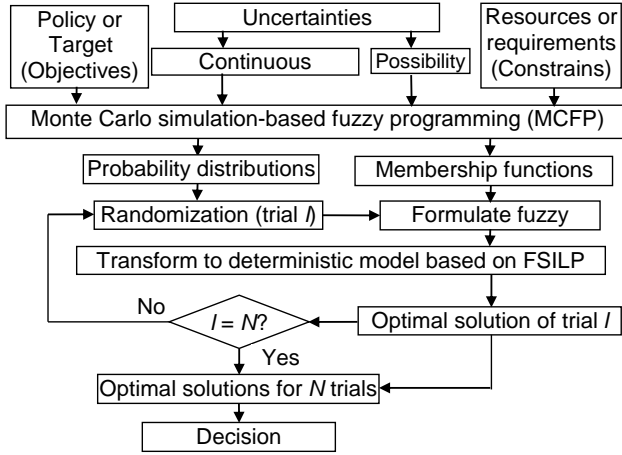 Policy or
Target
(Objectives)
Uncertainties
Resources or
requirements
(Constrains)
Continuous
Possibility
Monte Carlo simulation-based fuzzy programming (MCFP)
Probability distributions
Membership functions
Randomization (trial l)
Formulate fuzzy
Transform to deterministic model based on FSILP
No
l = N?
Optimal solution of trial l
Yes
Optimal solutions for N trials
Decision